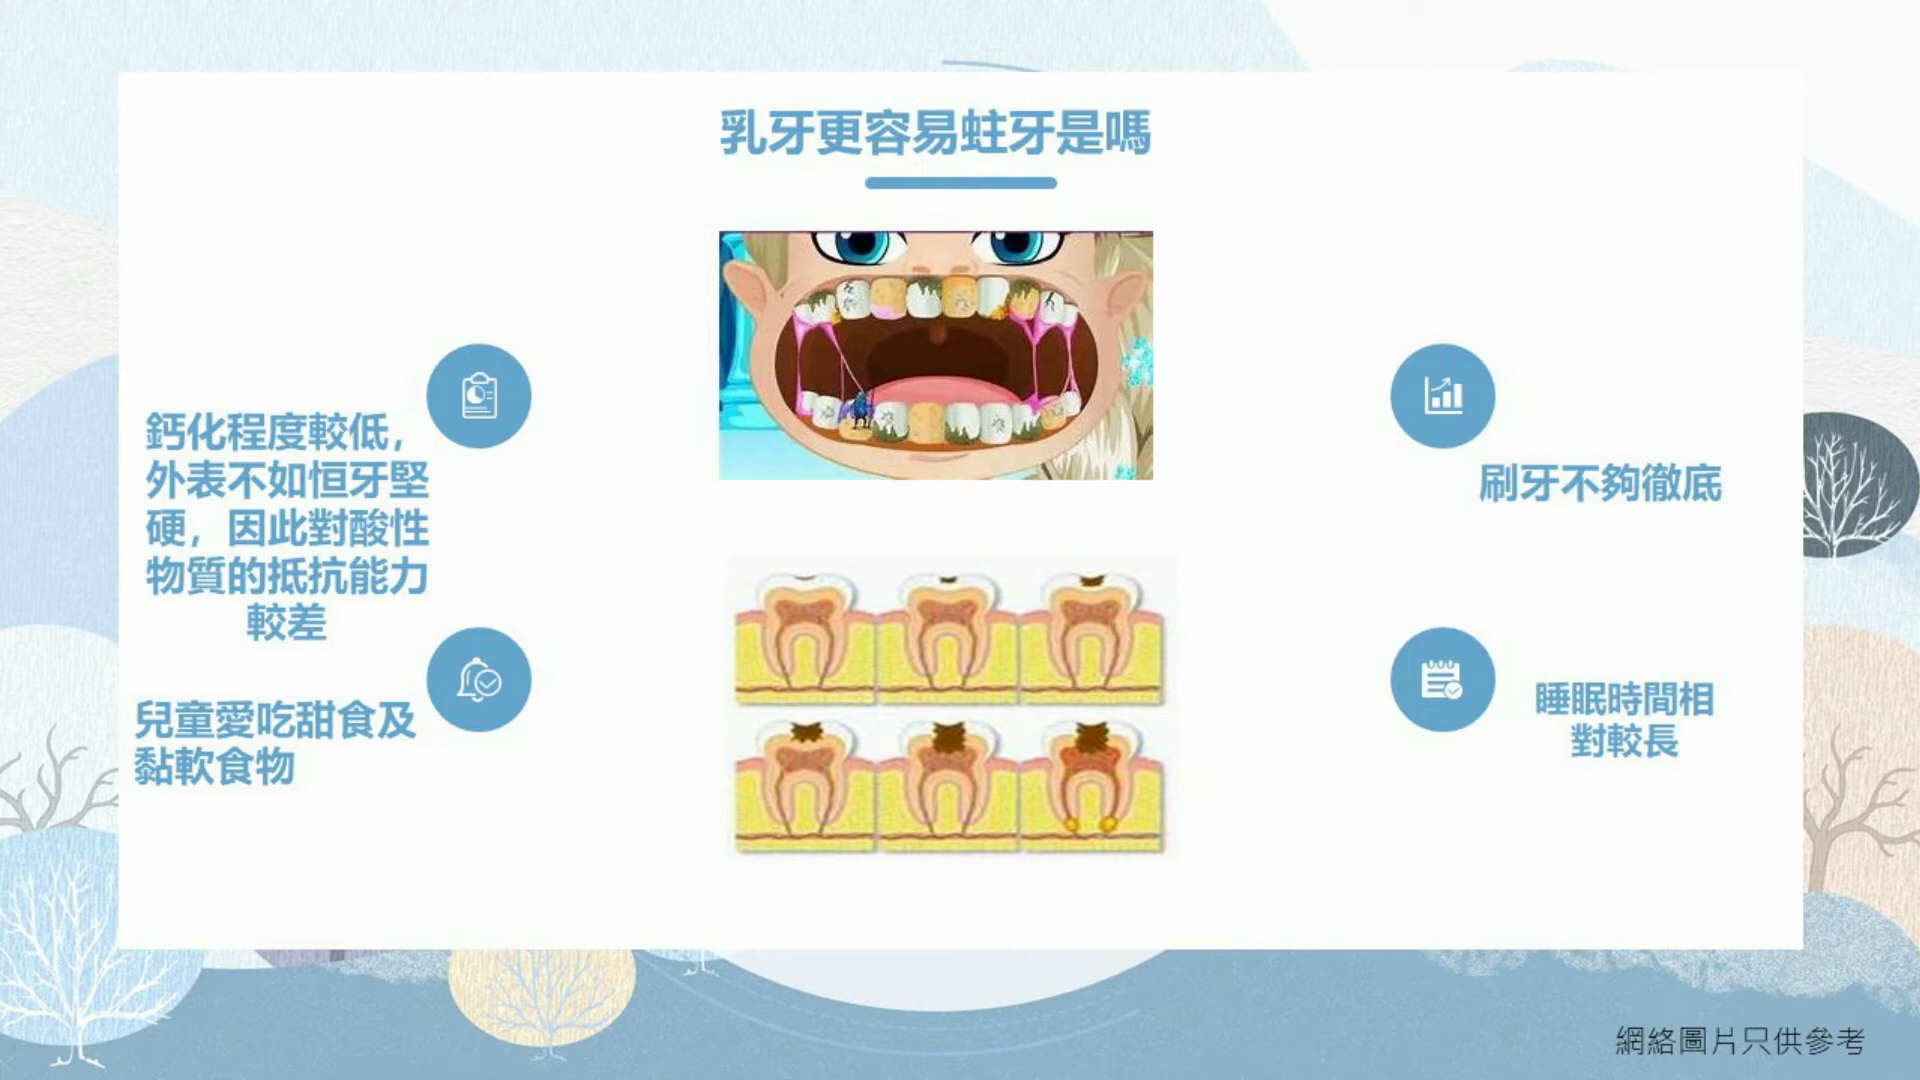 乳牙更容易蛀牙是嗎
鈣化程度較低，
外表不如恒牙堅
硬，因此對酸性
物質的抵抗能力
較差
兒童愛吃甜食及
黏軟食物
刷牙不夠徹底
睡眠時間相
對較長
網絡圖片只供參考